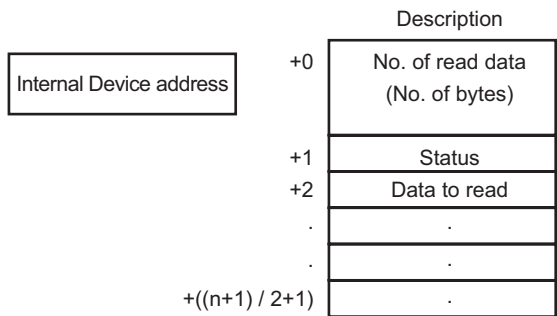 Description
Internal Device address
+0
No. of read data
(No. of bytes)
+1
Status
+2
Data to read
.
.
.
.
+((n+1) / 2+1)
.